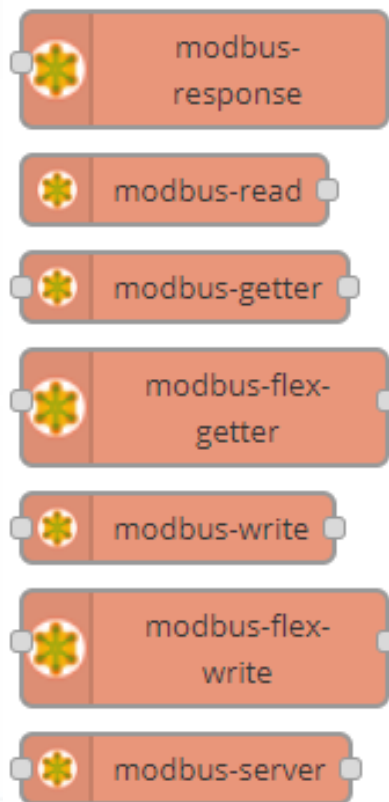 modbus-
response
modbus-read
modbus-getter
modbus-flex-
getter
modbus-write
modbus-flex-
write
modbus-server